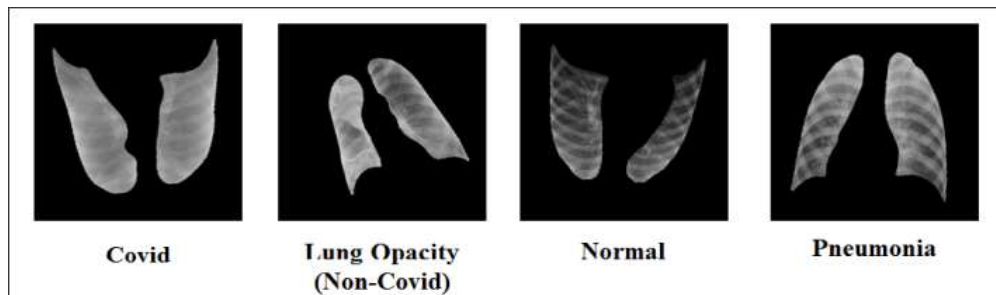 Covid
Lung Opacity
(Non-Covid)
Normal
Pneumonia